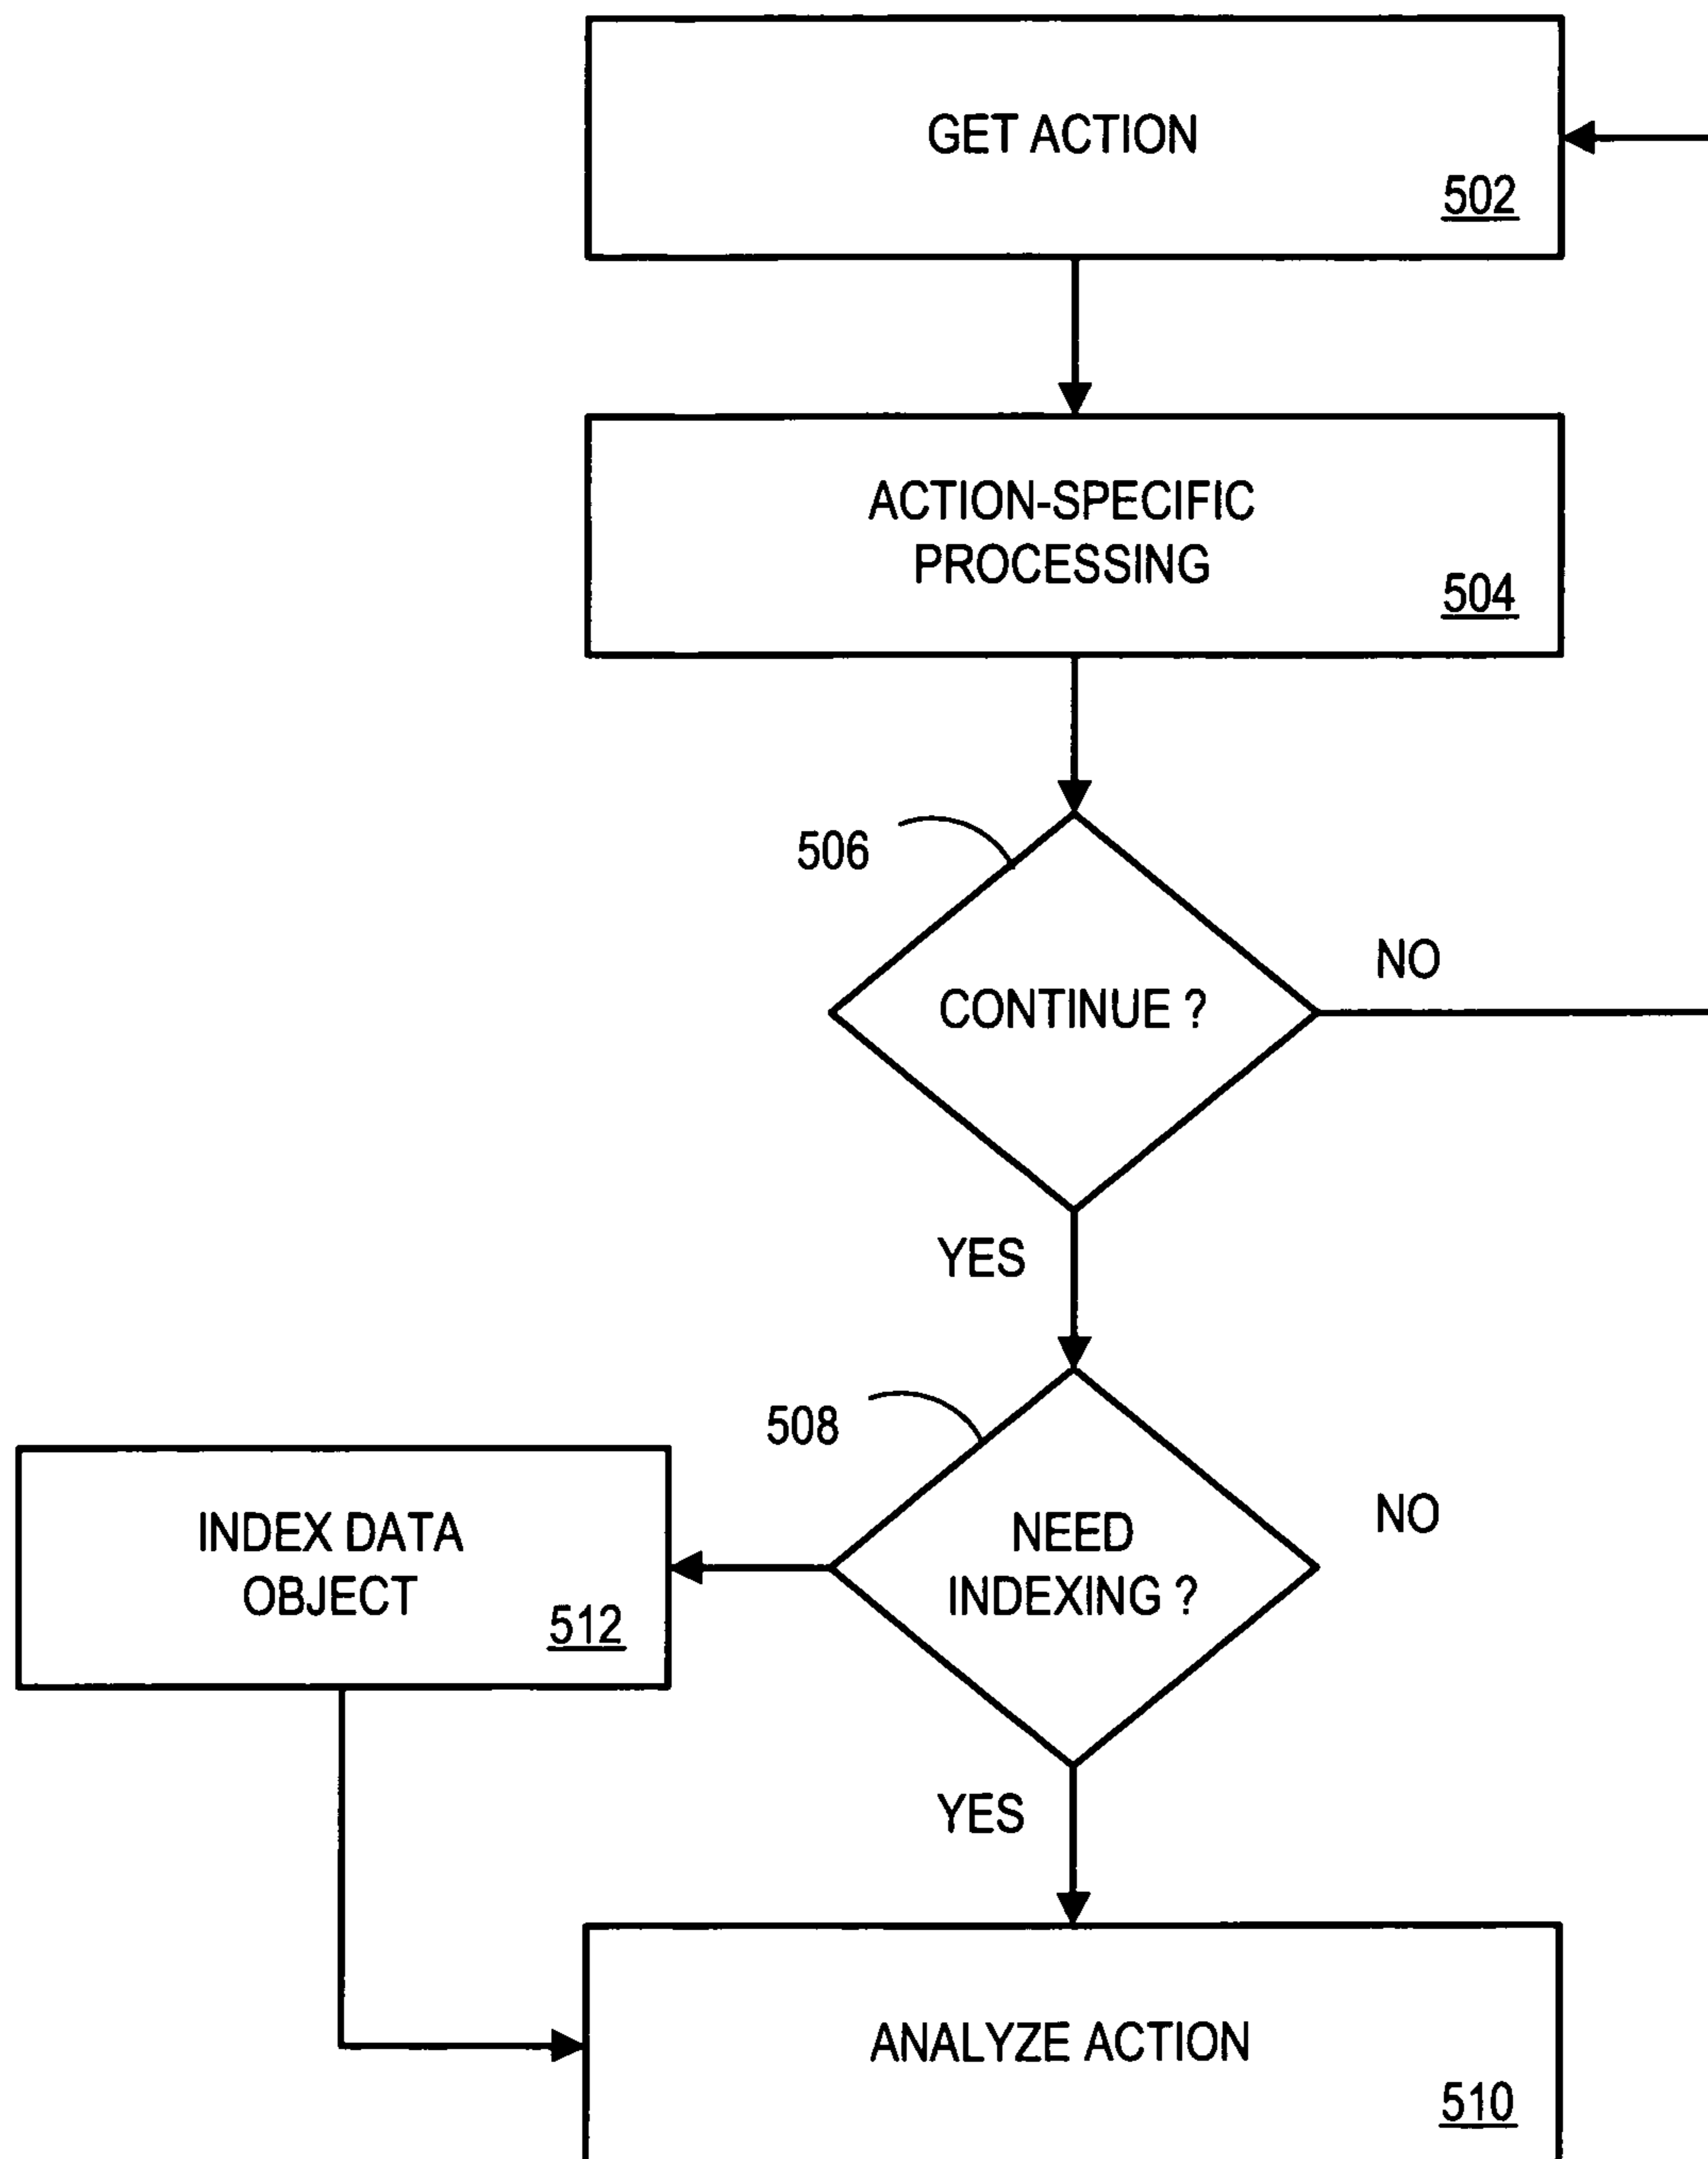 GET ACTION
502
ACTION-SPECIFIC
PROCESSING
504
506
NO
CONTINUE ?
YES
508
INDEX DATA
OBJECT
512
NEED
INDEXING ?
NO
YES
ANALYZE ACTION
510